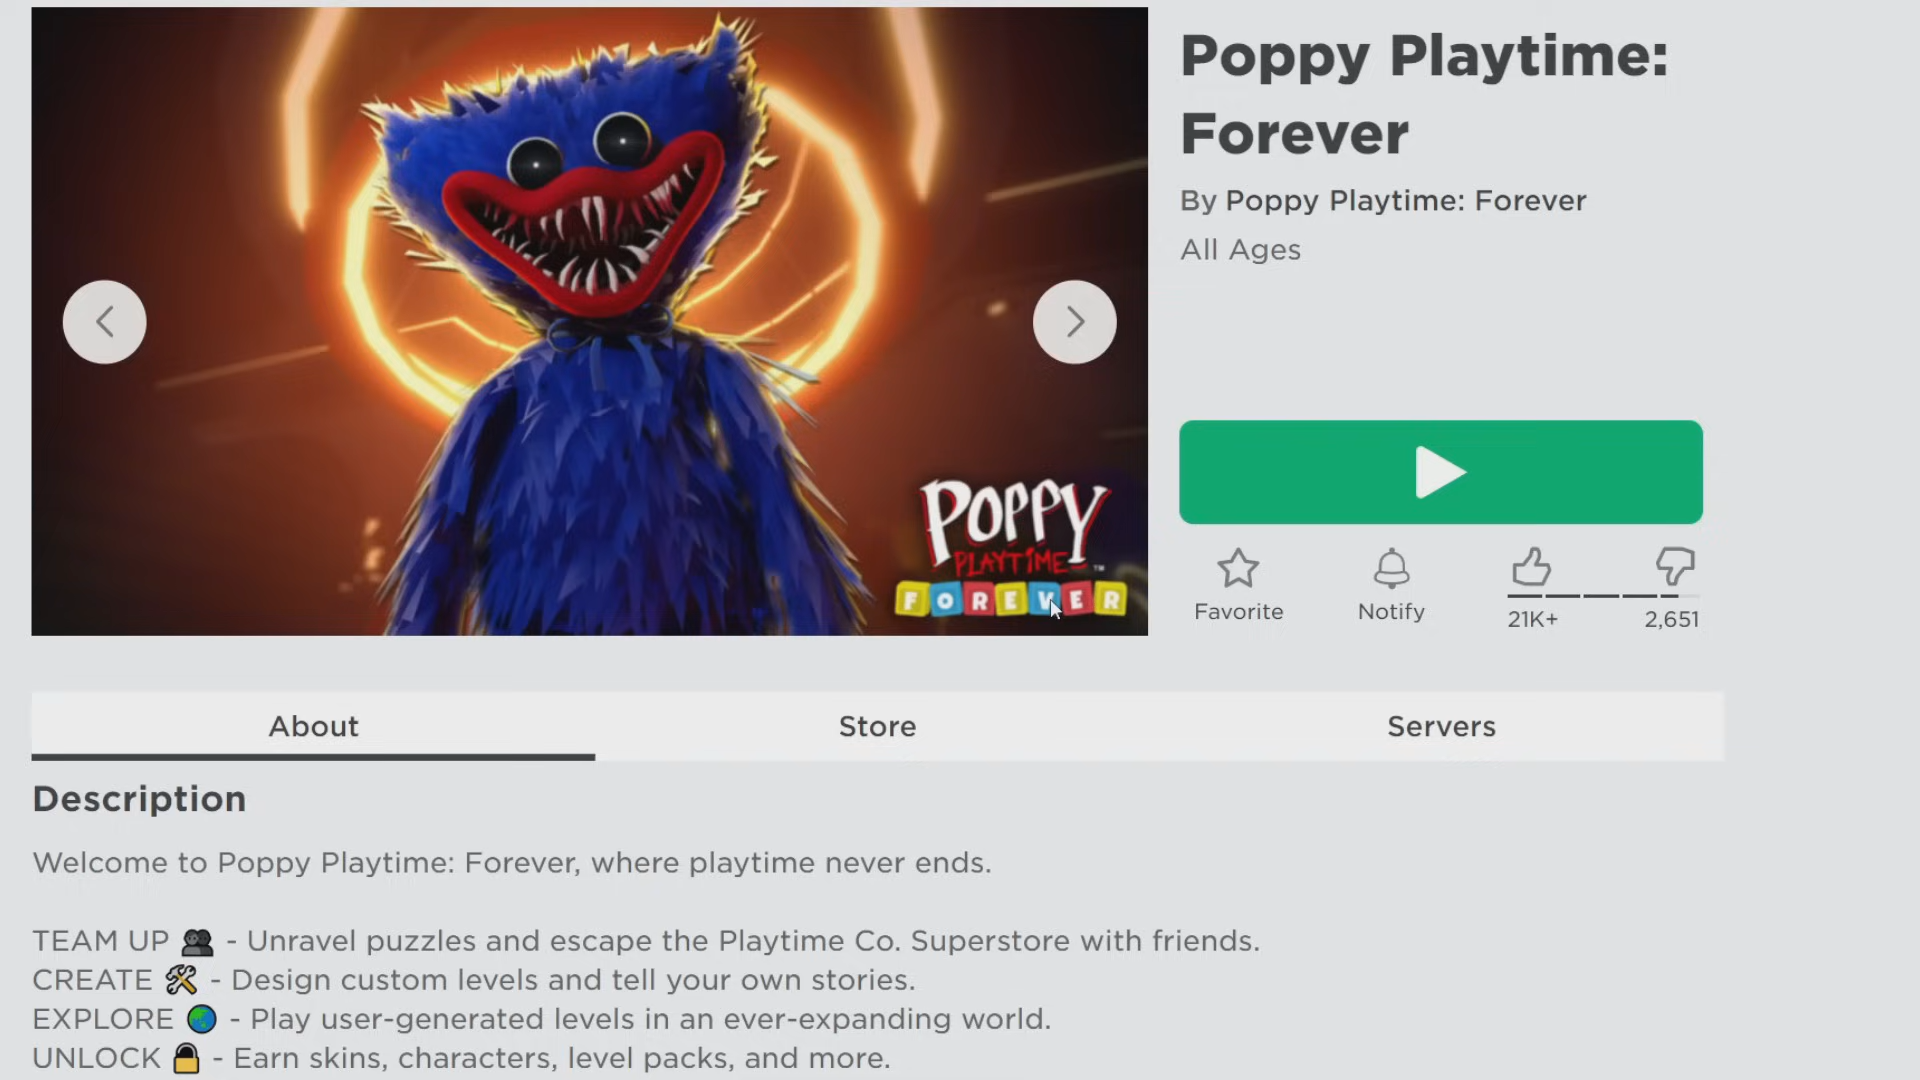 Poppy Playtime:
Forever
By Poppy Playtime: Forever
All Ages
POPPY
PLAYTIME™
FOREVER
Favorite
Notify
21K+
2,651
About
Store
Servers
Description
Welcome to Poppy Playtime: Forever, where playtime never ends.
TEAM UP 👥 - Unravel puzzles and escape the Playtime Co. Superstore with friends.
CREATE 🛠 - Design custom levels and tell your own stories.
EXPLORE 🌏 - Play user-generated levels in an ever-expanding world.
UNLOCK 🔒 - Earn skins, characters, level packs, and more.